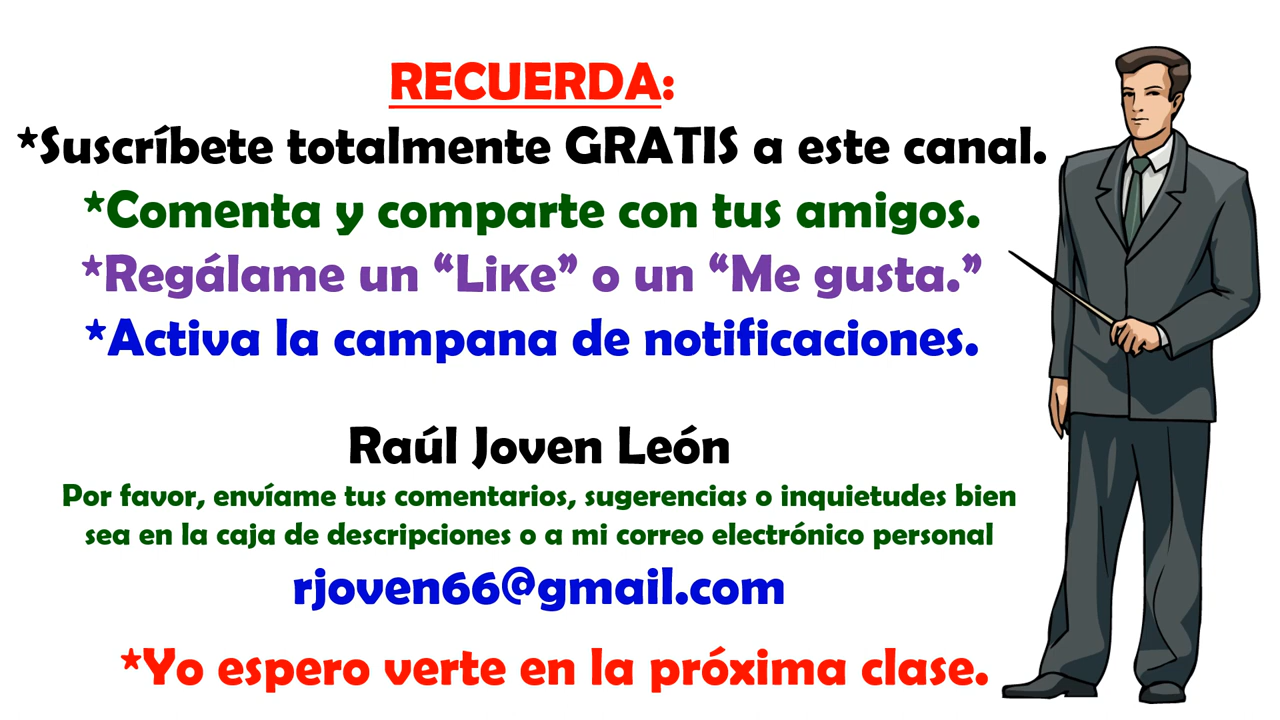 RECUERDA:
*Suscríbete totalmente GRATIS a este canal.
*Comenta y comparte con tus amigos.
*Regálame un “Like” o un “Me gusta.”
*Activa la campana de notificaciones.
Raúl Joven León
Por favor, envíame tus comentarios, sugerencias o inquietudes bien
sea en la caja de descripciones o a mi correo electrónico personal
rjoven66@gmail.com
*Yo espero verte en la próxima clase.